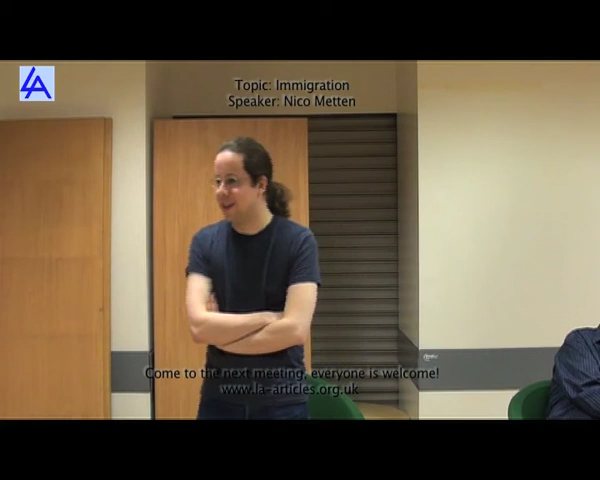 LA
Topic: Immigration
Speaker: Nico Metten
Come to the next meeting, everyone is welcome!
www.la-articles.org.uk